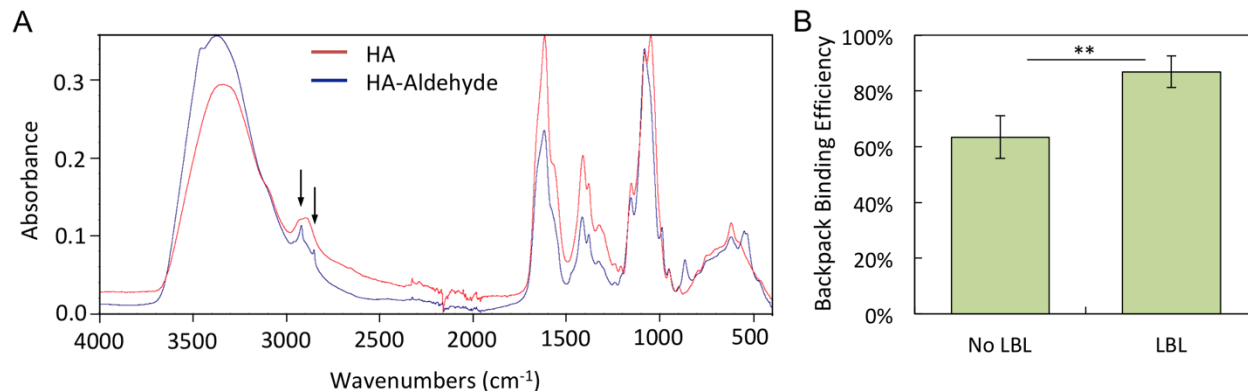 A
HA
HA-Aldehyde
0.3
0.2
0.1
0.0
Absorbance
4000 3500 3000 2500 2000 1500 1000 500
Wavenumbers (cm⁻¹)
B
100%
80%
60%
40%
20%
0%
Backpack Binding Efficiency
**
No LBL LBL